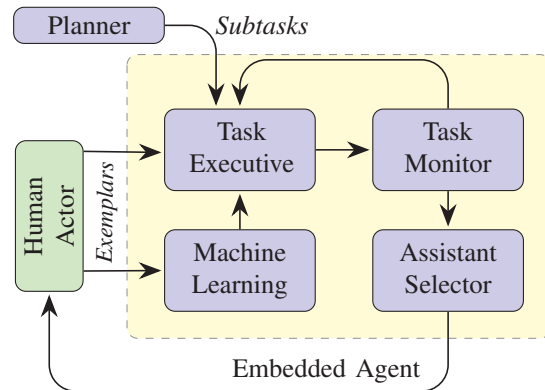 Planner
Subtasks
Task
Executive
Task
Monitor
Human
Actor
Exemplars
Machine
Learning
Assistant
Selector
Embedded Agent